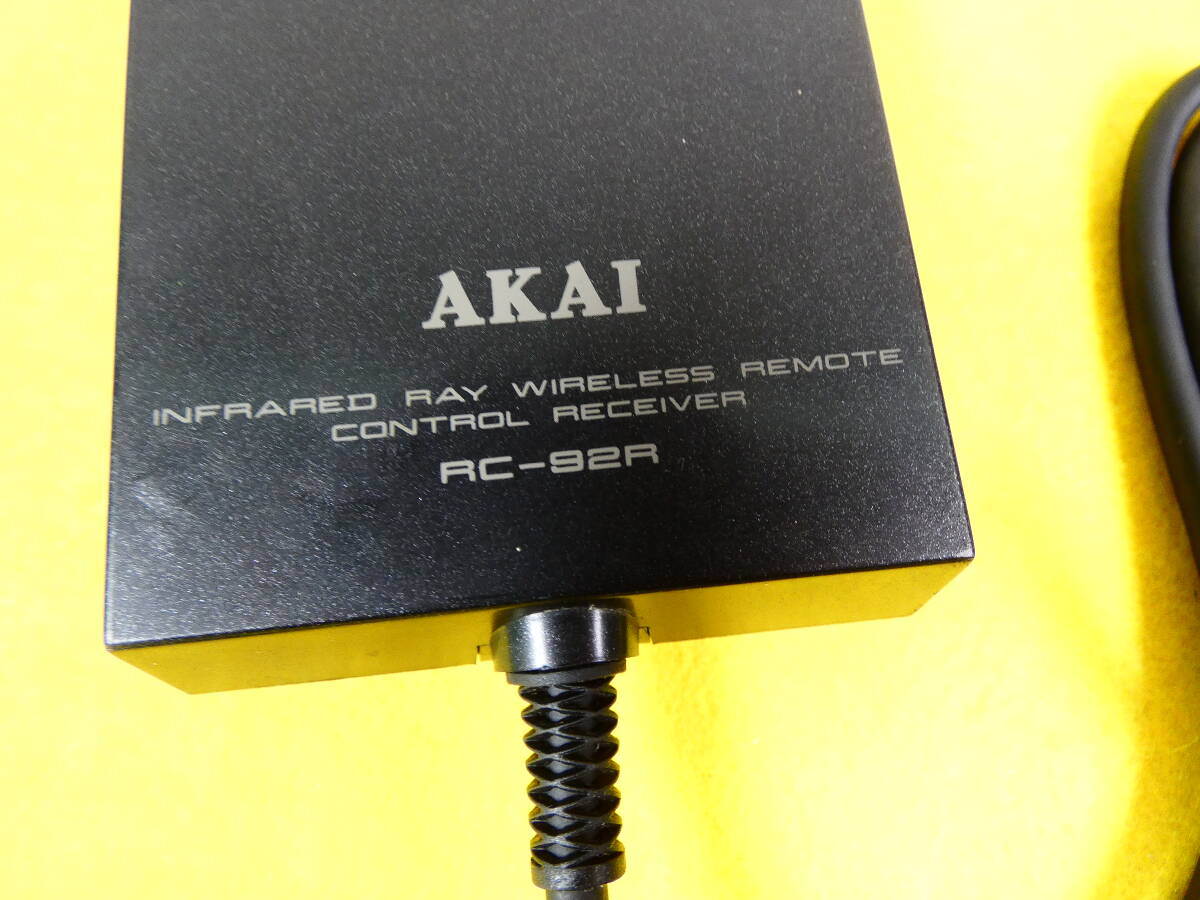 AKAI
INFRARED RAY WIRELESS REMOTE
CONTROL RECEIVER
RC-92R